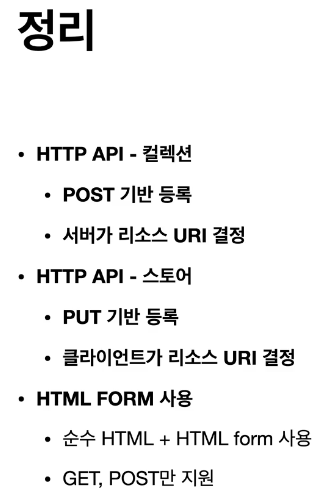 정리
• HTTP API - 컬렉션
• POST 기반 등록
• 서버가 리소스 URI 결정
• HTTP API - 스토어
• PUT 기반 등록
• 클라이언트가 리소스 URI 결정
• HTML FORM 사용
• 순수 HTML + HTML form 사용
• GET, POST만 지원